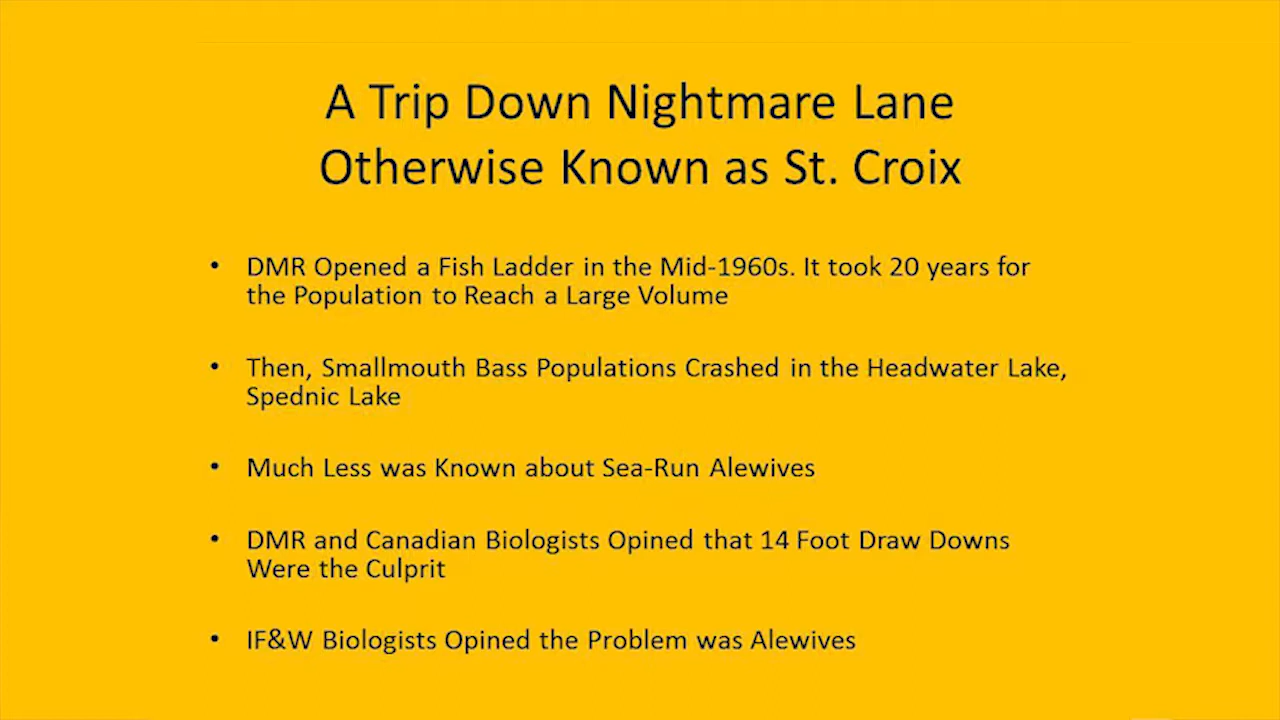 A Trip Down Nightmare Lane
Otherwise Known as St. Croix
• DMR Opened a Fish Ladder in the Mid-1960s. It took 20 years for
the Population to Reach a Large Volume
• Then, Smallmouth Bass Populations Crashed in the Headwater Lake,
Spednic Lake
• Much Less was Known about Sea-Run Alewives
• DMR and Canadian Biologists Opined that 14 Foot Draw Downs
Were the Culprit
• IF&W Biologists Opined the Problem was Alewives